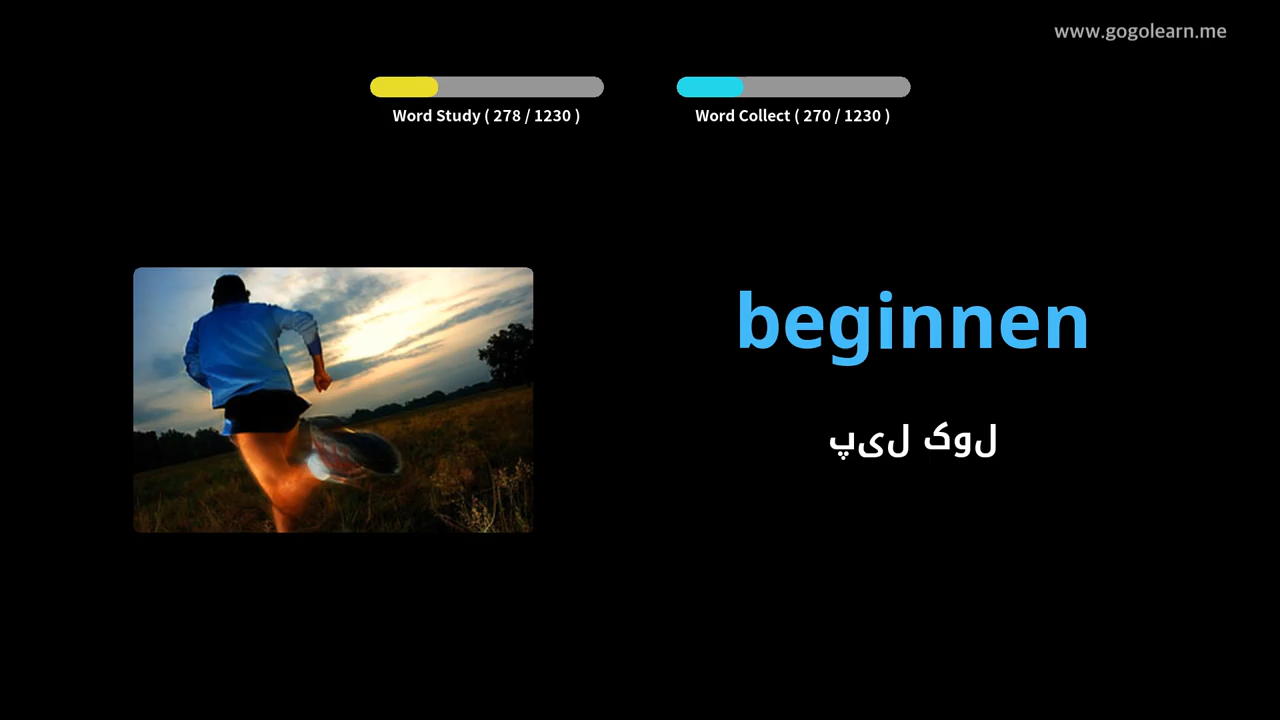 www.gogolearn.me
Word Study ( 278 / 1230 )
Word Collect ( 270 / 1230 )
beginnen
پیل کول